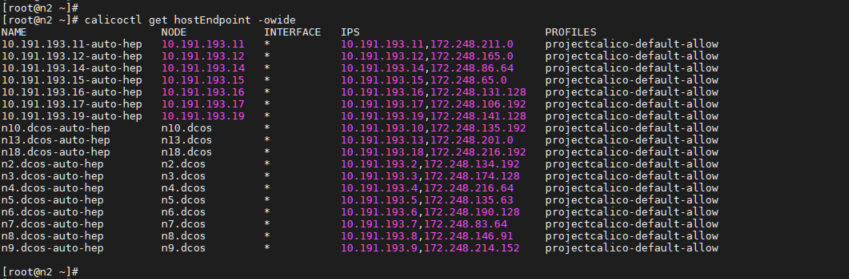 [root@n2 ~]#
[root@n2 ~]# calicoctl get hostEndpoint -owide
NAME NODE INTERFACE IPS PROFILES
10.191.193.11-auto-hep 10.191.193.11 * 10.191.193.11,172.248.211.0 projectcalico-default-allow
10.191.193.12-auto-hep 10.191.193.12 * 10.191.193.12,172.248.165.0 projectcalico-default-allow
10.191.193.14-auto-hep 10.191.193.14 * 10.191.193.14,172.248.86.64 projectcalico-default-allow
10.191.193.15-auto-hep 10.191.193.15 * 10.191.193.15,172.248.65.0 projectcalico-default-allow
10.191.193.16-auto-hep 10.191.193.16 * 10.191.193.16,172.248.131.128 projectcalico-default-allow
10.191.193.17-auto-hep 10.191.193.17 * 10.191.193.17,172.248.106.192 projectcalico-default-allow
10.191.193.19-auto-hep 10.191.193.19 * 10.191.193.19,172.248.141.128 projectcalico-default-allow
n10.dcos-auto-hep n10.dcos * 10.191.193.10,172.248.135.192 projectcalico-default-allow
n13.dcos-auto-hep n13.dcos * 10.191.193.13,172.248.201.0 projectcalico-default-allow
n18.dcos-auto-hep n18.dcos * 10.191.193.18,172.248.216.192 projectcalico-default-allow
n2.dcos-auto-hep n2.dcos * 10.191.193.2,172.248.134.192 projectcalico-default-allow
n3.dcos-auto-hep n3.dcos * 10.191.193.3,172.248.174.128 projectcalico-default-allow
n4.dcos-auto-hep n4.dcos * 10.191.193.4,172.248.216.64 projectcalico-default-allow
n5.dcos-auto-hep n5.dcos * 10.191.193.5,172.248.135.63 projectcalico-default-allow
n6.dcos-auto-hep n6.dcos * 10.191.193.6,172.248.190.128 projectcalico-default-allow
n7.dcos-auto-hep n7.dcos * 10.191.193.7,172.248.83.64 projectcalico-default-allow
n8.dcos-auto-hep n8.dcos * 10.191.193.8,172.248.146.91 projectcalico-default-allow
n9.dcos-auto-hep n9.dcos * 10.191.193.9,172.248.214.152 projectcalico-default-allow
[root@n2 ~]#